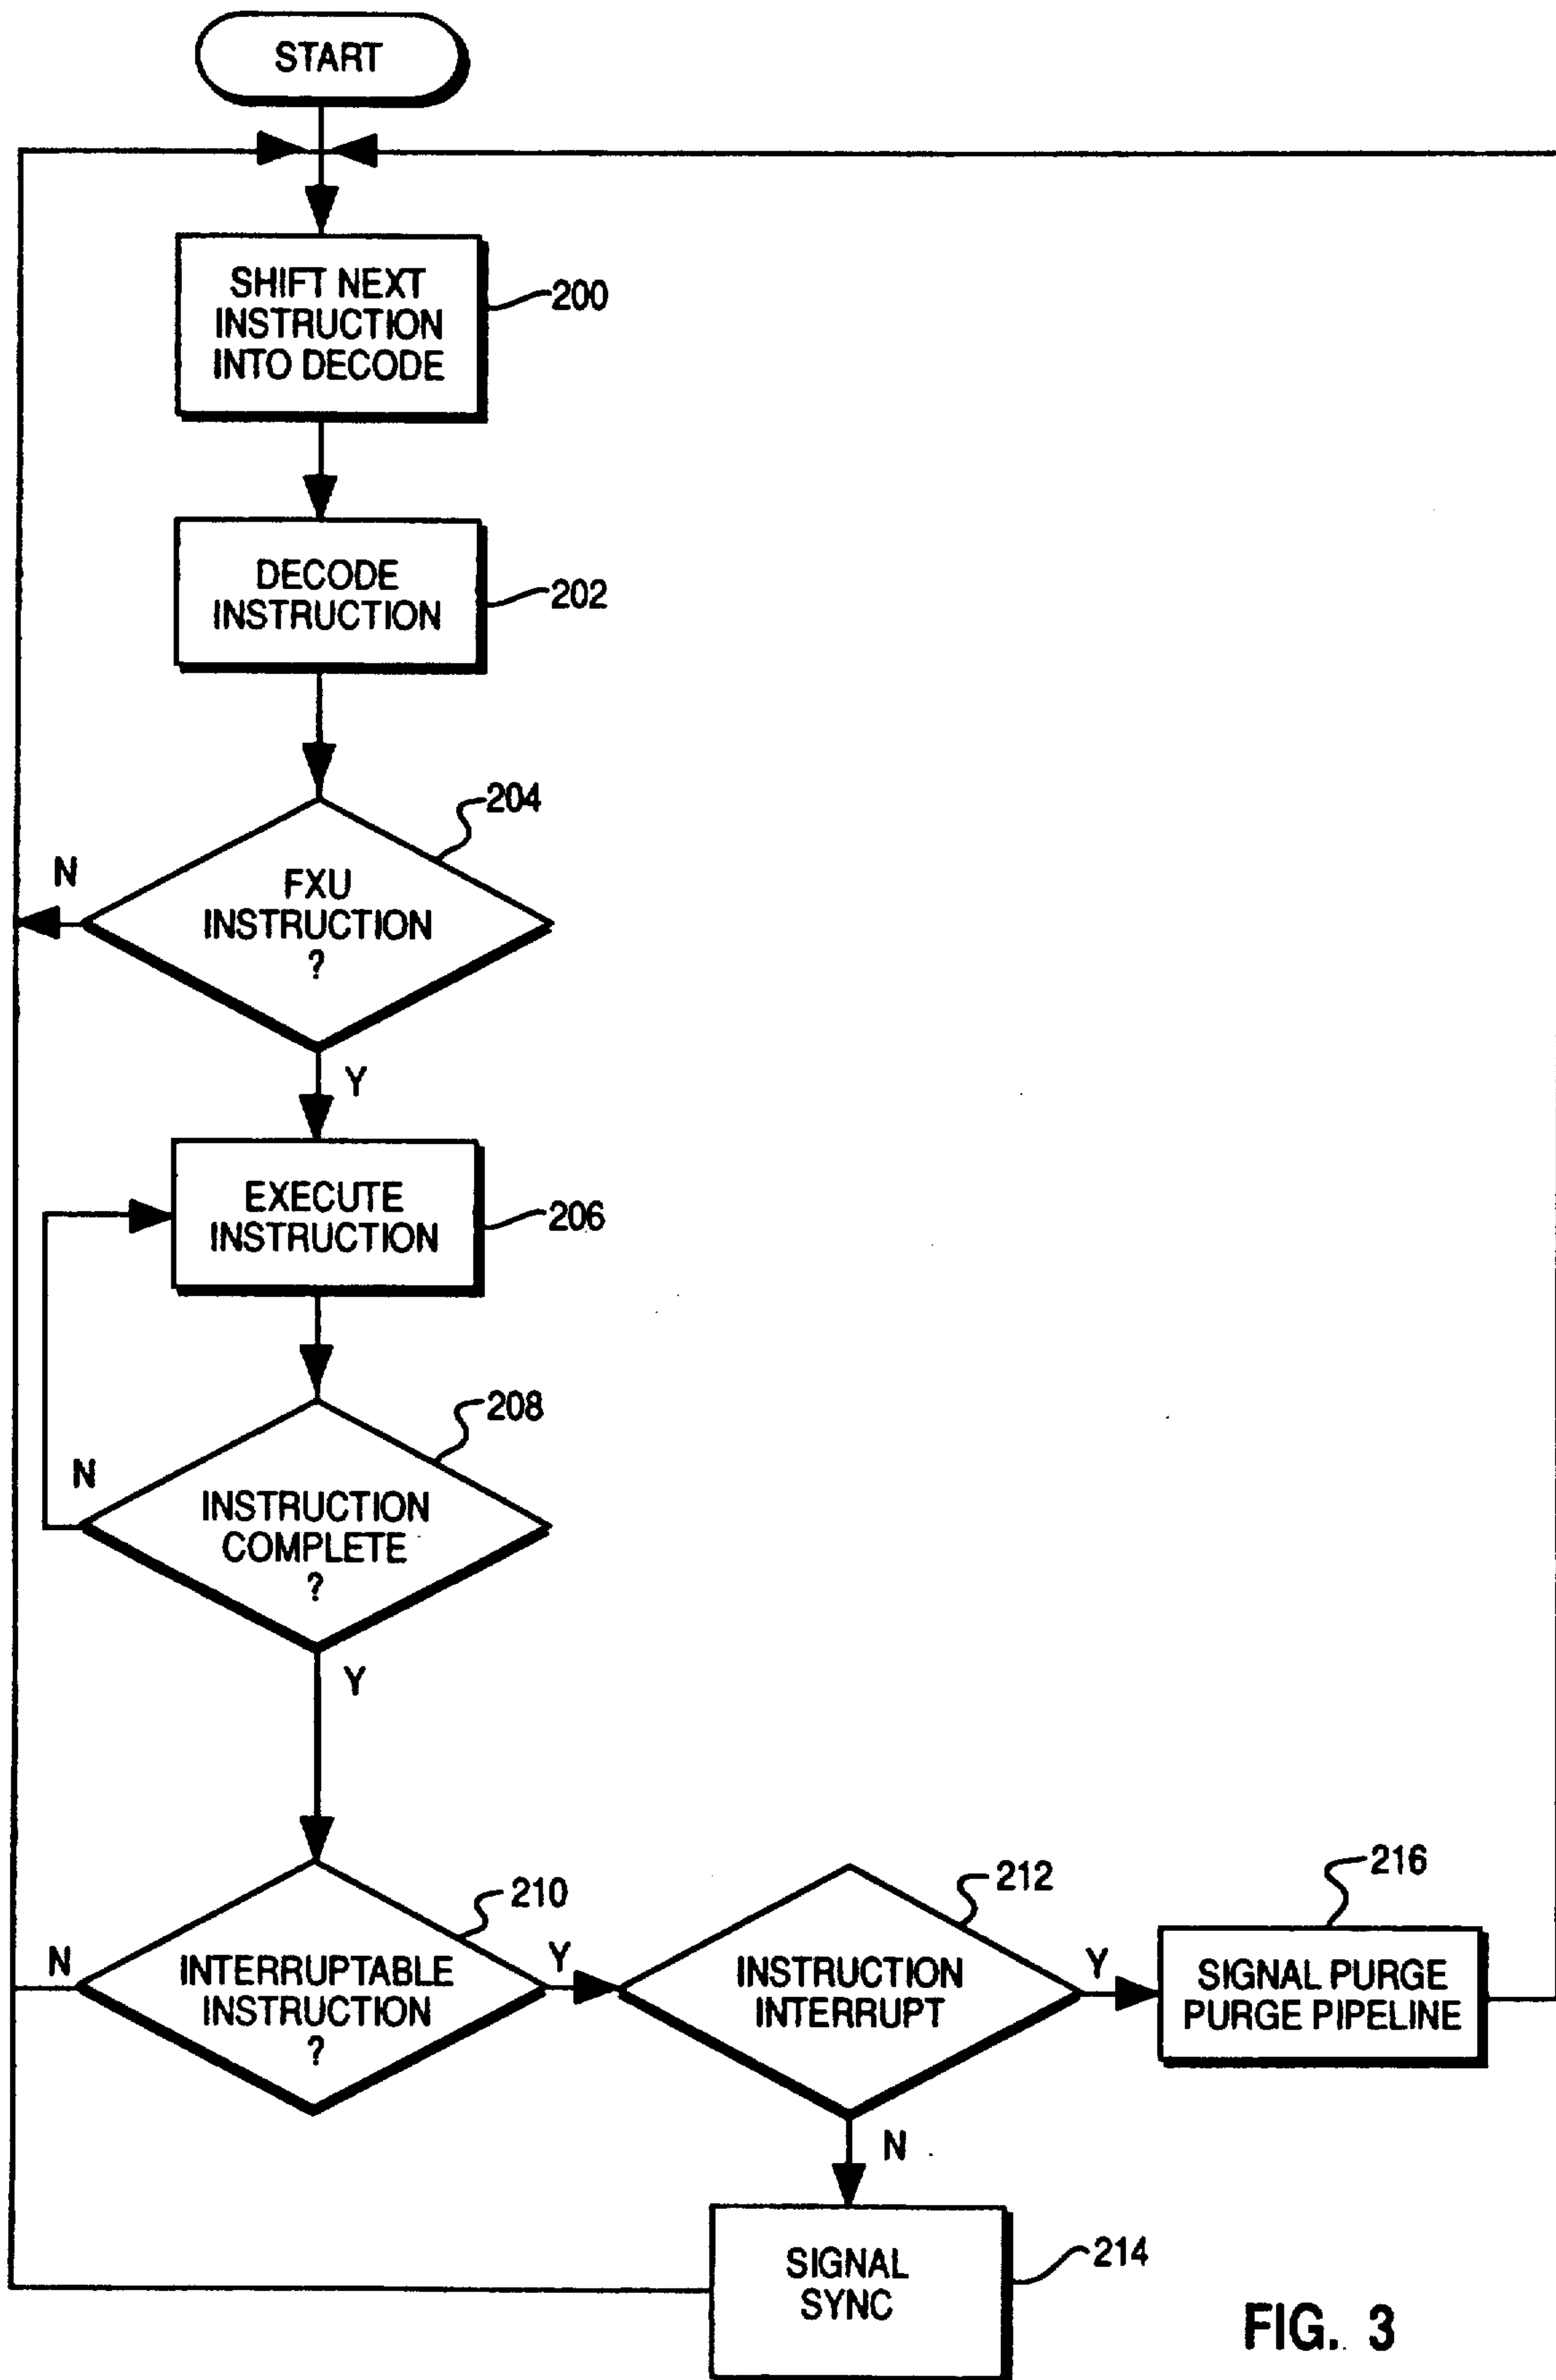 START
SHIFT NEXT
INSTRUCTION
INTO DECODE
200
DECODE
INSTRUCTION
202
204
N
FXU
INSTRUCTION
?
Y
EXECUTE
INSTRUCTION
206
208
N
INSTRUCTION
COMPLETE
?
Y
210
N
INTERRUPTABLE
INSTRUCTION
?
Y
212
INSTRUCTION
INTERRUPT
Y
216
SIGNAL PURGE
PURGE PIPELINE
N
SIGNAL
SYNC
214
FIG. 3